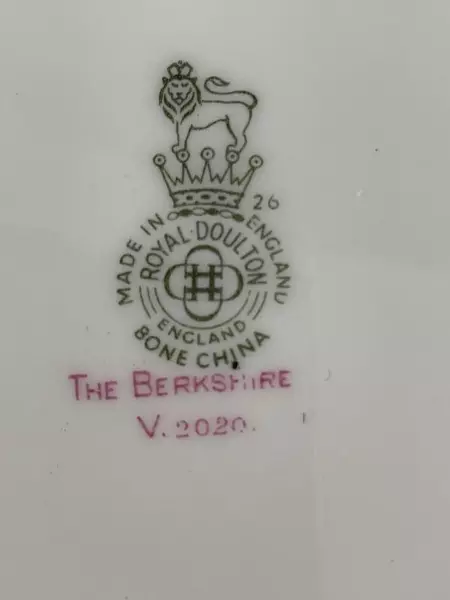 26
MADE IN ENGLAND
ROYAL·DOULTON
ENGLAND
BONE CHINA
THE BERKSHIRE
V.2020.